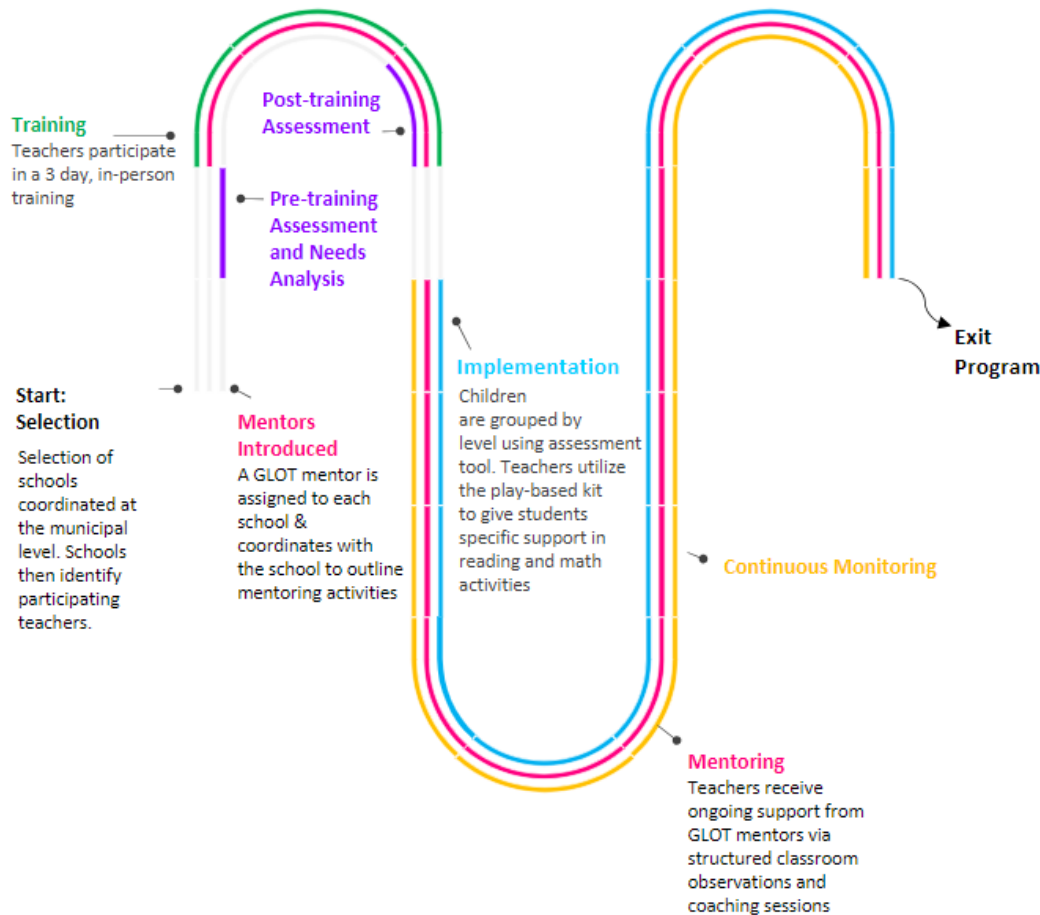 Training
Teachers participate
in a 3 day, in-person
training
Post-training
Assessment
Pre-training
Assessment
and Needs
Analysis
Start:
Selection
Selection of
schools
coordinated at
the municipal
level. Schools
then identify
participating
teachers.
Mentors
Introduced
A GLOT mentor is
assigned to each
school &
coordinates with
the school to outline
mentoring activities
Implementation
Children
are grouped by
level using assessment
tool. Teachers utilize
the play-based kit
to give students
specific support in
reading and math
activities
Exit
Program
Continuous Monitoring
Mentoring
Teachers receive
ongoing support from
GLOT mentors via
structured classroom
observations and
coaching sessions